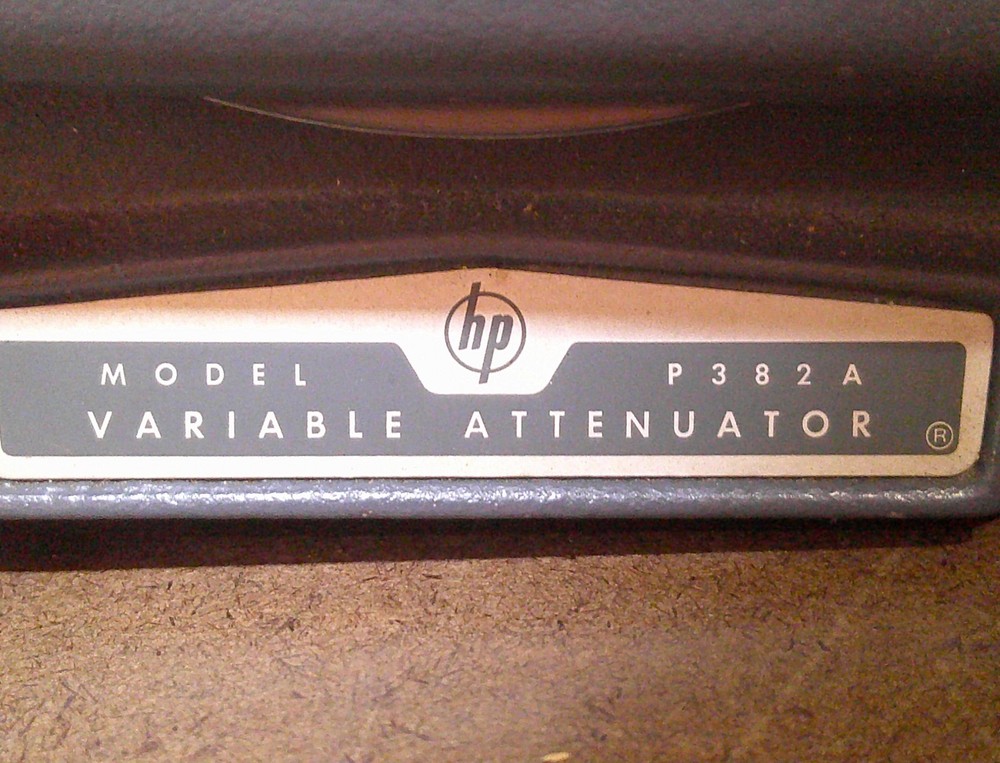 hp
MODEL P382A
VARIABLE ATTENUATOR ®